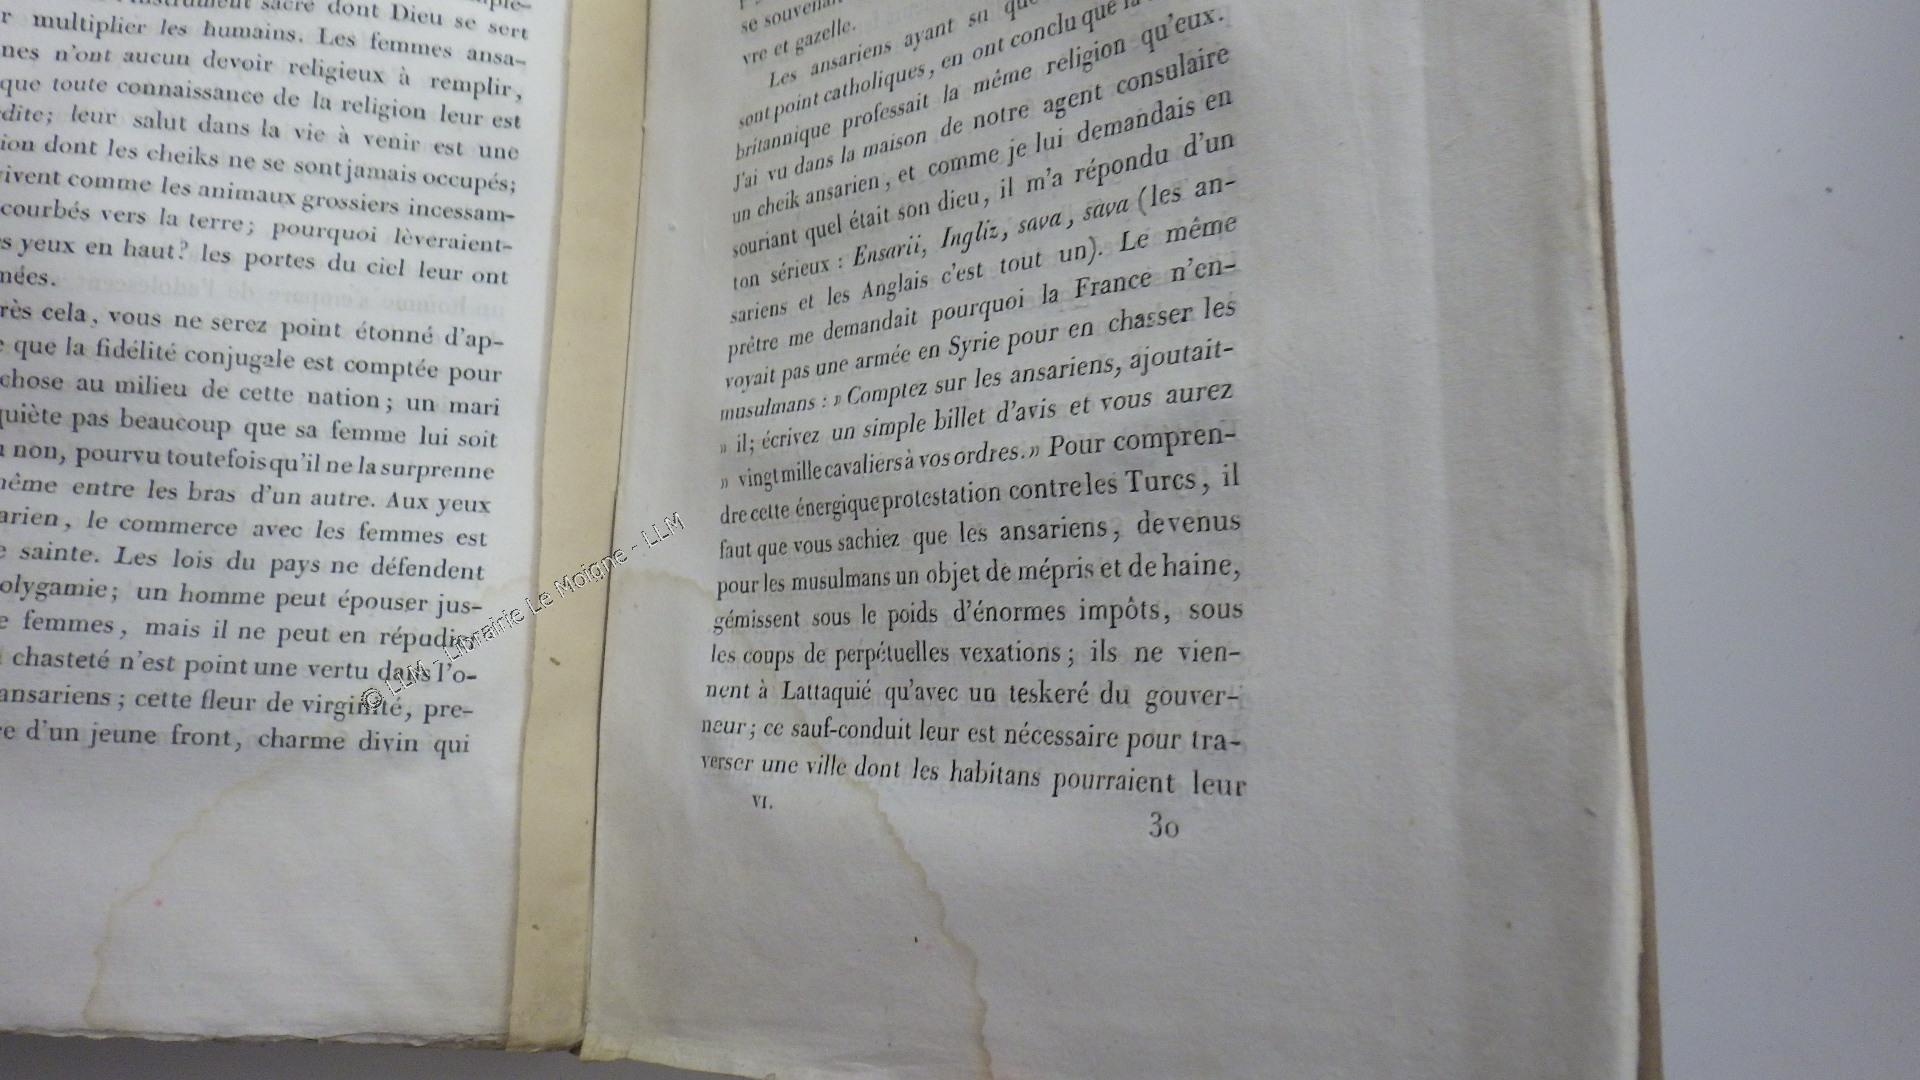 sacré dont Dieu se sert
r multiplier les humains. Les femmes ansa-
nes n'ont aucun devoir religieux à remplir,
que toute connaissance de la religion leur est
dite; leur salut dans la vie à venir est une
ion dont les cheiks ne se sont jamais occupés;
vivent comme les animaux grossiers incessam-
courbés vers la terre; pourquoi lèveraient-
s yeux en haut? les portes du ciel leur ont
mées.
rès cela, vous ne serez point étonné d'ap-
e que la fidélité conjugale est comptée pour
chose au milieu de cette nation; un mari
quiète pas beaucoup que sa femme lui soit
u non, pourvu toutefois qu'il ne la surprenne
même entre les bras d'un autre. Aux yeux
arien, le commerce avec les femmes est
e sainte. Les lois du pays ne défendent
olygamie; un homme peut épouser jus-
e femmes, mais il ne peut en répudier
chasteté n'est point une vertu dans l'o-
ansariens; cette fleur de virginité, pre-
re d'un jeune front, charme divin qui
se souvenant
vre et gazelle.
Les ansariens ayant su que
sont point catholiques, en ont conclu que la
britannique professait la même religion qu'eux.
J'ai vu dans la maison de notre agent consulaire
un cheik ansarien, et comme je lui demandais en
souriant quel était son dieu, il m'a répondu d'un
ton sérieux : Ensarii, Ingliz, sava, sava (les an-
sariens et les Anglais c'est tout un). Le même
prêtre me demandait pourquoi la France n'en-
voyait pas une armée en Syrie pour en chasser les
musulmans : » Comptez sur les ansariens, ajoutait-
» il; écrivez un simple billet d'avis et vous aurez
» vingt mille cavaliers à vos ordres. » Pour compren-
dre cette énergique protestation contre les Turcs, il
faut que vous sachiez que les ansariens, devenus
pour les musulmans un objet de mépris et de haine,
gémissent sous le poids d'énormes impôts, sous
les coups de perpétuelles vexations; ils ne vien-
nent à Lattaquié qu'avec un teskeré du gouver-
neur; ce sauf-conduit leur est nécessaire pour tra-
verser une ville dont les habitans pourraient leur
VI.
30
© LLM - Librairie Le Moigne - LLM